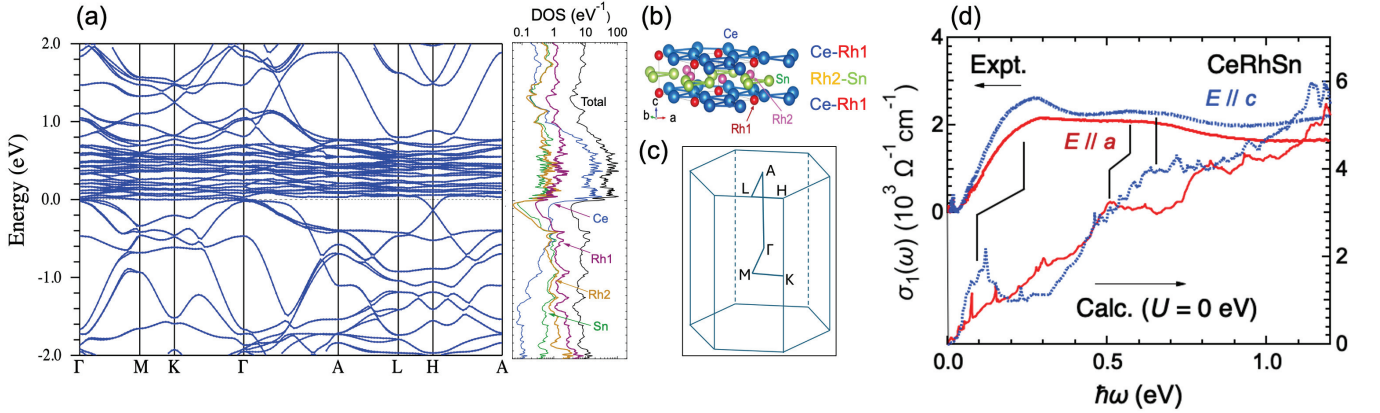 (a)
DOS (eV⁻¹)
0.1 1 10 100
2.0
1.0
0.0
-1.0
-2.0
Energy (eV)
Γ M K Γ A L H A
Total
Ce
Rh1
Rh2
Sn
(b)
Ce
Ce-Rh1
Rh2-Sn
Ce-Rh1
Sn
c
b a
Rh1
Rh2
(c)
A
L H
Γ
M K
(d)
4
2
0
Expt.
CeRhSn
E // c
E // a
6
4
2
0
Calc. (U = 0 eV)
σ₁(ω) (10³ Ω⁻¹ cm⁻¹)
0.0 0.5 1.0
ħω (eV)